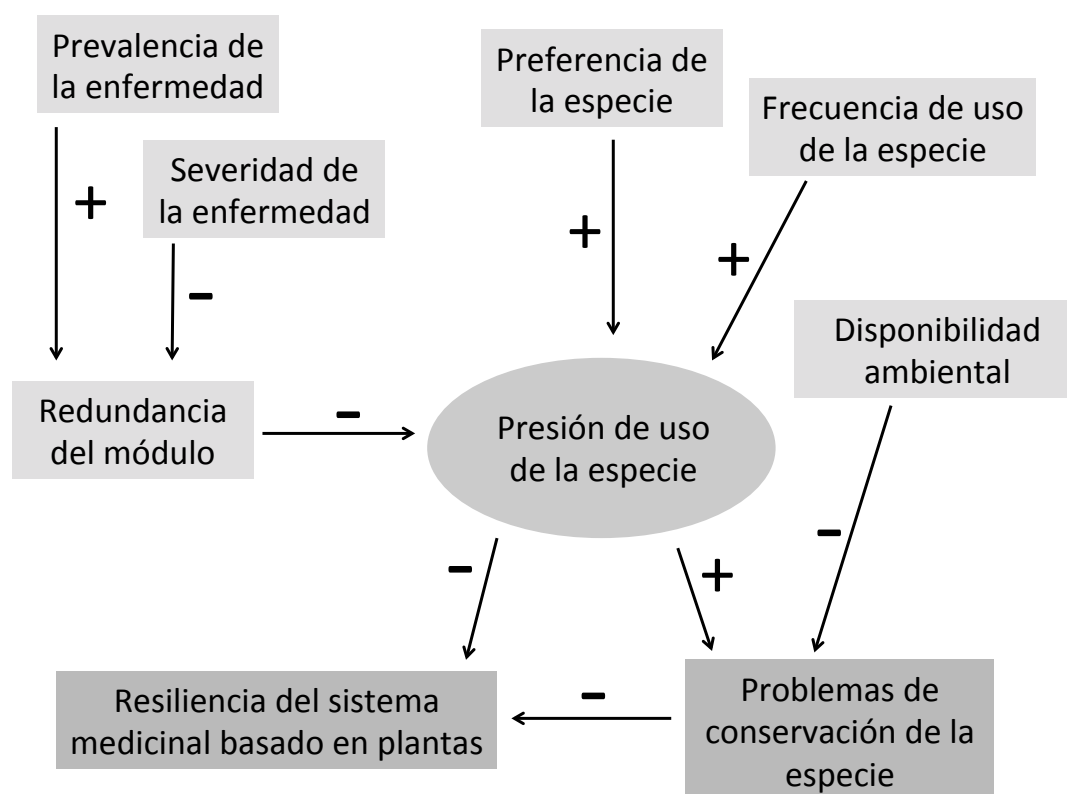 Prevalencia de
la enfermedad
Preferencia de
la especie
Frecuencia de uso
de la especie
+
Severidad de
la enfermedad
+
+
-
Disponibilidad
ambiental
Redundancia
del módulo
-
Presión de uso
de la especie
-
-
+
Resiliencia del sistema
medicinal basado en plantas
-
Problemas de
conservación de la
especie